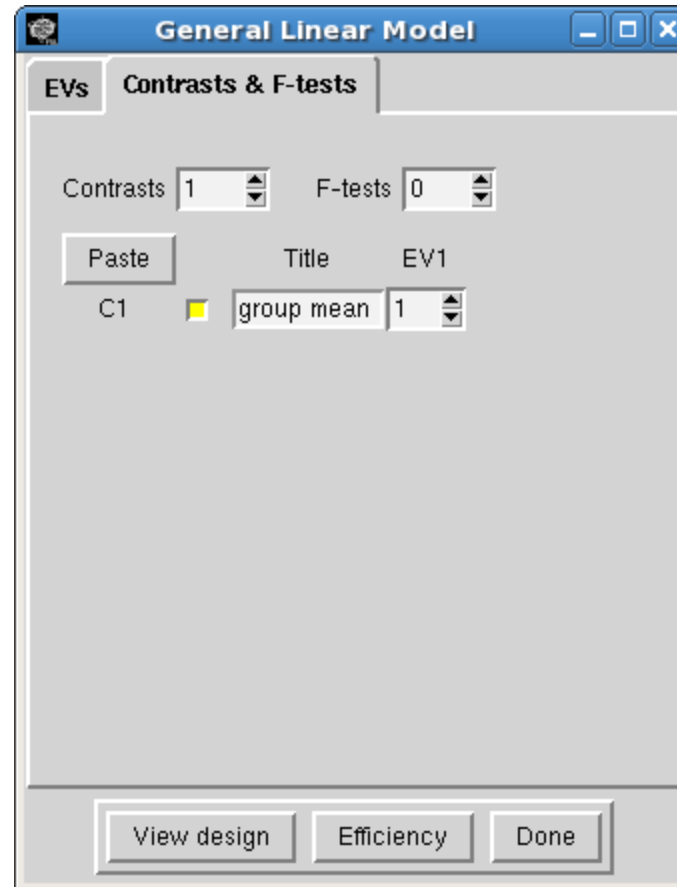 General Linear Model
EVs Contrasts & F-tests
Contrasts 1 F-tests 0
Paste Title EV1
C1 group mean 1
View design Efficiency Done